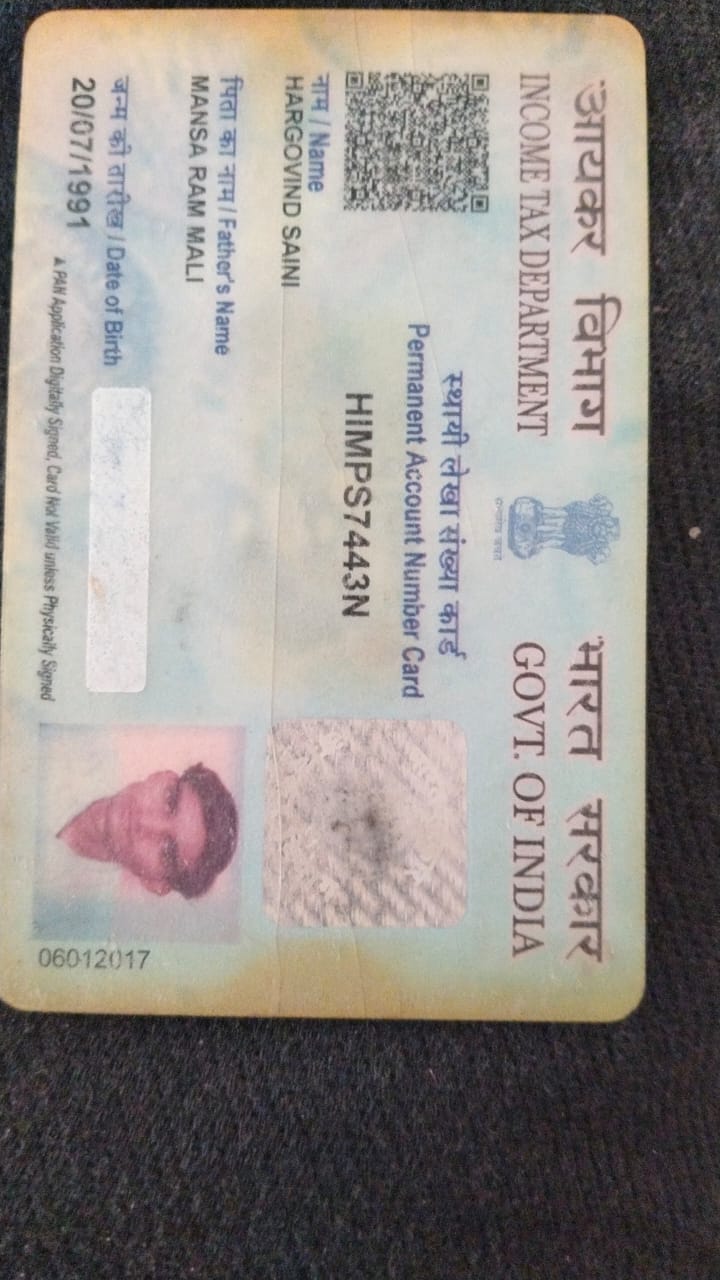 आयकर विभाग
INCOME TAX DEPARTMENT
भारत सरकार
GOVT. OF INDIA
स्थायी लेखा संख्या कार्ड
Permanent Account Number Card
HIMPS7443N
नाम / Name
HARGOVIND SAINI
पिता का नाम / Father's Name
MANSA RAM MALI
जन्म की तारीख / Date of Birth
20/07/1991
PAN Application Digitally Signed, Card Not Valid unless Physically Signed
06012017